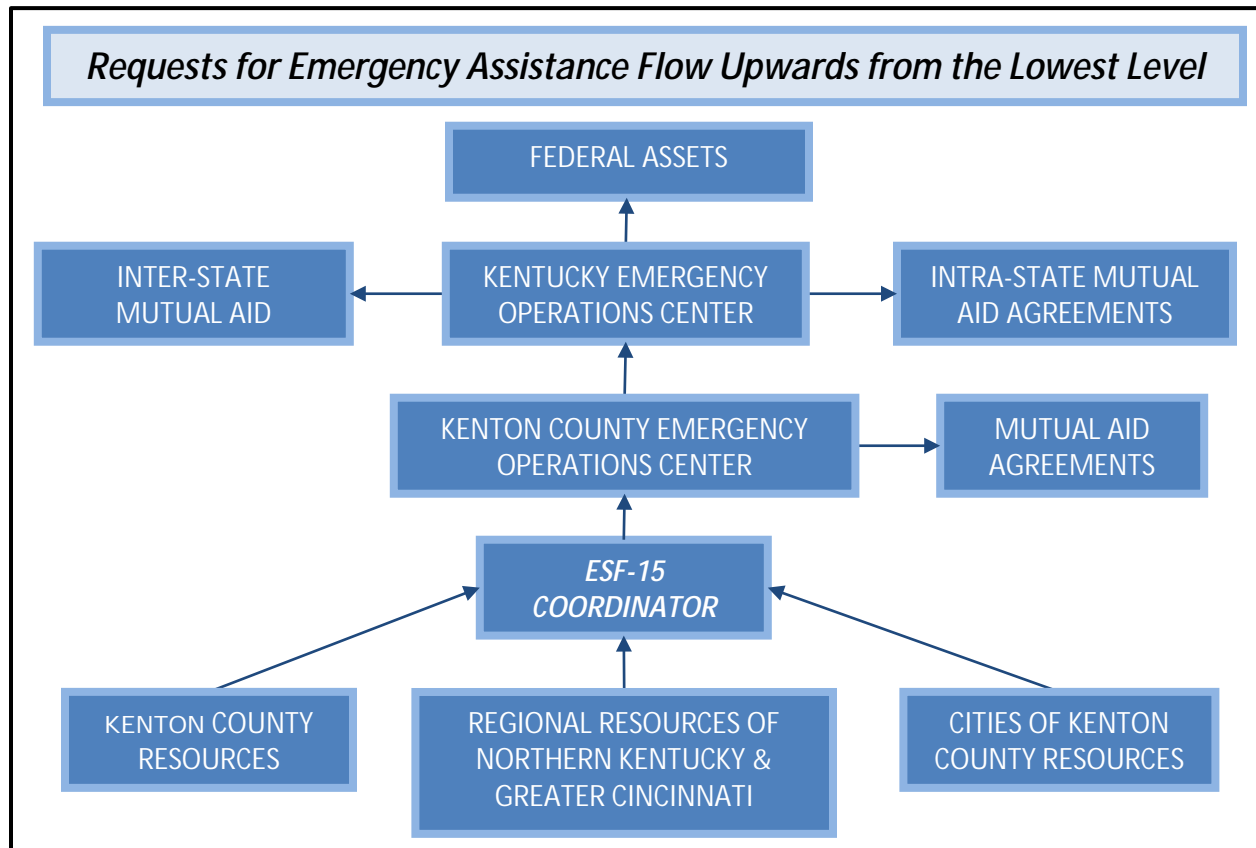 Requests for Emergency Assistance Flow Upwards from the Lowest Level
FEDERAL ASSETS
INTER-STATE
MUTUAL AID
KENTUCKY EMERGENCY
OPERATIONS CENTER
INTRA-STATE MUTUAL
AID AGREEMENTS
KENTON COUNTY EMERGENCY
OPERATIONS CENTER
MUTUAL AID
AGREEMENTS
ESF-15
COORDINATOR
KENTON COUNTY
RESOURCES
REGIONAL RESOURCES OF
NORTHERN KENTUCKY &
GREATER CINCINNATI
CITIES OF KENTON
COUNTY RESOURCES